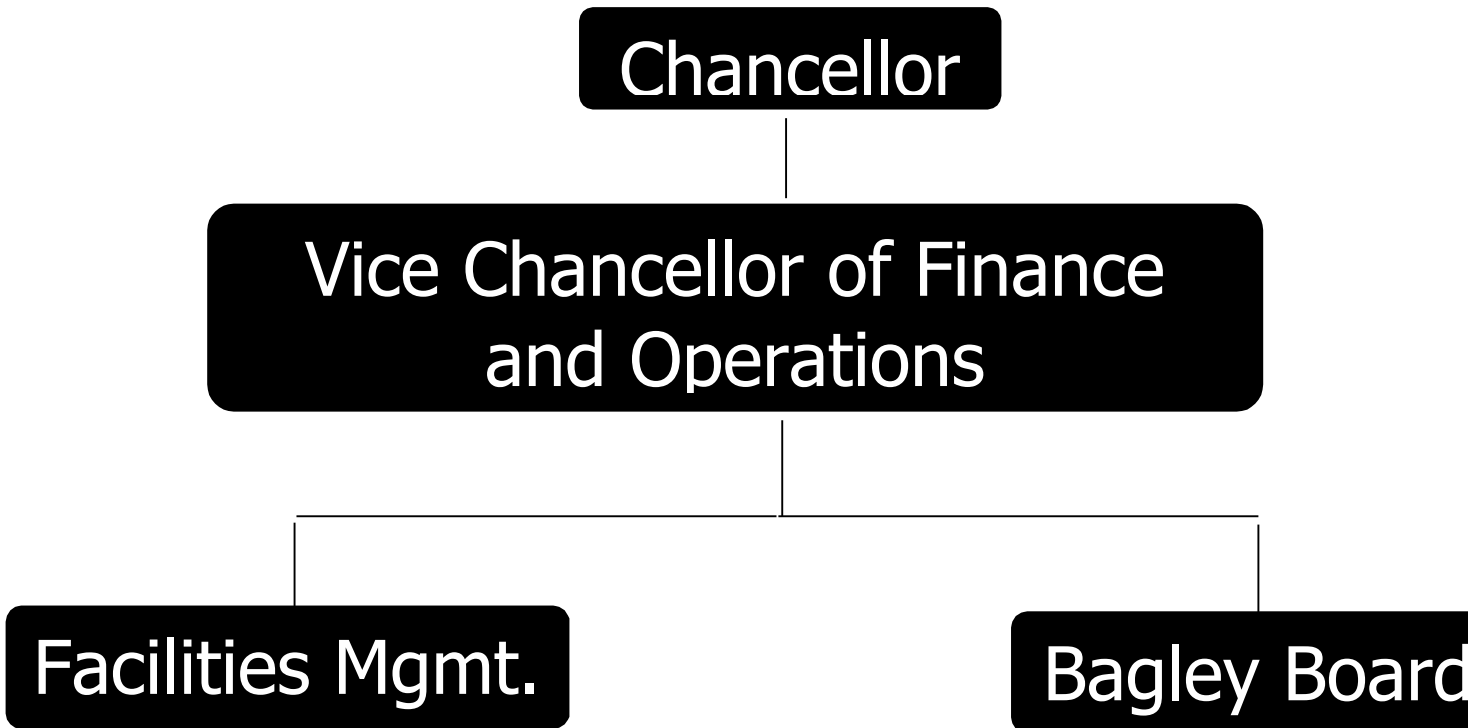 Chancellor
Vice Chancellor of Finance
and Operations
Facilities Mgmt.
Bagley Board